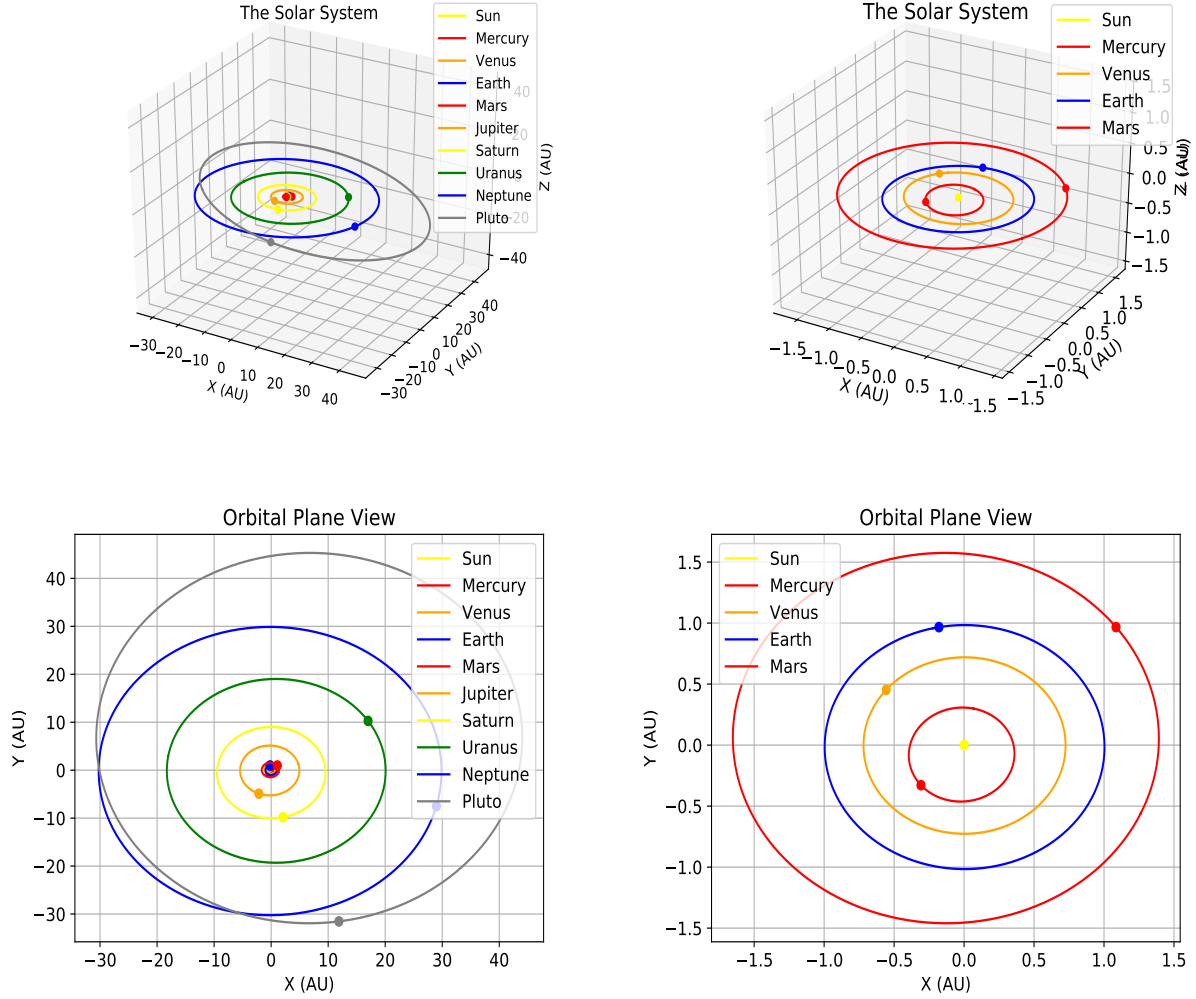 The Solar System
Sun
Mercury
Venus
Earth
Mars
Jupiter
Saturn
Uranus
Neptune
Pluto
40
20
−20
−40
Z (AU)
−30 −20 −10 0 10 20 30 40
X (AU)
−30 −20 −10 0 10 20 30 40
Y (AU)
The Solar System
Sun
Mercury
Venus
Earth
Mars
1.5
1.0
0.5
0.0
−0.5
−1.0
−1.5
−1.5 −1.0 −0.5 0.0 0.5 1.0
X (AU)
−1.5 −1.0 −0.5 0.0 0.5 1.0 1.5
Y (AU)
Orbital Plane View
Sun
Mercury
Venus
Earth
Mars
Jupiter
Saturn
Uranus
Neptune
Pluto
40
30
20
10
0
−10
−20
−30
Y (AU)
−30 −20 −10 0 10 20 30 40
X (AU)
Orbital Plane View
Sun
Mercury
Venus
Earth
Mars
1.5
1.0
0.5
0.0
−0.5
−1.0
−1.5
Y (AU)
−1.5 −1.0 −0.5 0.0 0.5 1.0 1.5
X (AU)